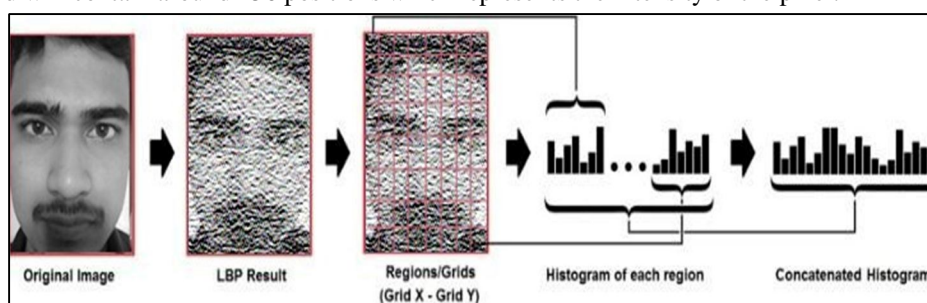 Original Image
LBP Result
Regions/Grids
(Grid X - Grid Y)
Histogram of each region
Concatenated Histogram